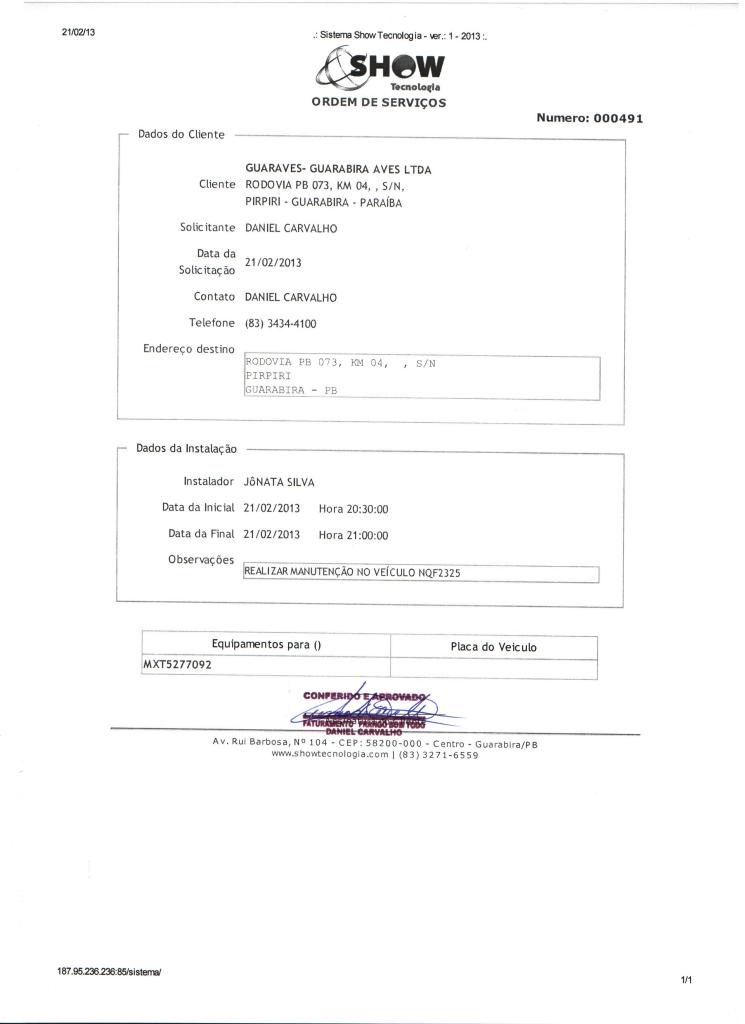 21/02/13
.: Sistema Show Tecnologia - ver.: 1 - 2013 :.
SHOW
Tecnologia
ORDEM DE SERVIÇOS
Numero: 000491
Dados do Cliente
GUARAVES- GUARABIRA AVES LTDA
Cliente RODOVIA PB 073, KM 04, , S/N,
PIRPIRI - GUARABIRA - PARAÍBA
Solicitante DANIEL CARVALHO
Data da
Solicitação 21/02/2013
Contato DANIEL CARVALHO
Telefone (83) 3434-4100
Endereço destino
RODOVIA PB 073, KM 04, , S/N
PIRPIRI
GUARABIRA - PB
Dados da Instalação
Instalador JôNATA SILVA
Data da Inicial 21/02/2013 Hora 20:30:00
Data da Final 21/02/2013 Hora 21:00:00
Observações
REALIZAR MANUTENÇÃO NO VEÍCULO NQF2325
Equipamentos para () Placa do Veiculo
MXT5277092
CONFERIDO E APROVADO
FATURAMENTO FRANGO BOM TODO
DANIEL CARVALHO
Av. Rui Barbosa, Nº 104 - CEP: 58200-000 - Centro - Guarabira/PB
www.showtecnologia.com | (83) 3271-6559
187.95.236.236:85/sistema/
1/1